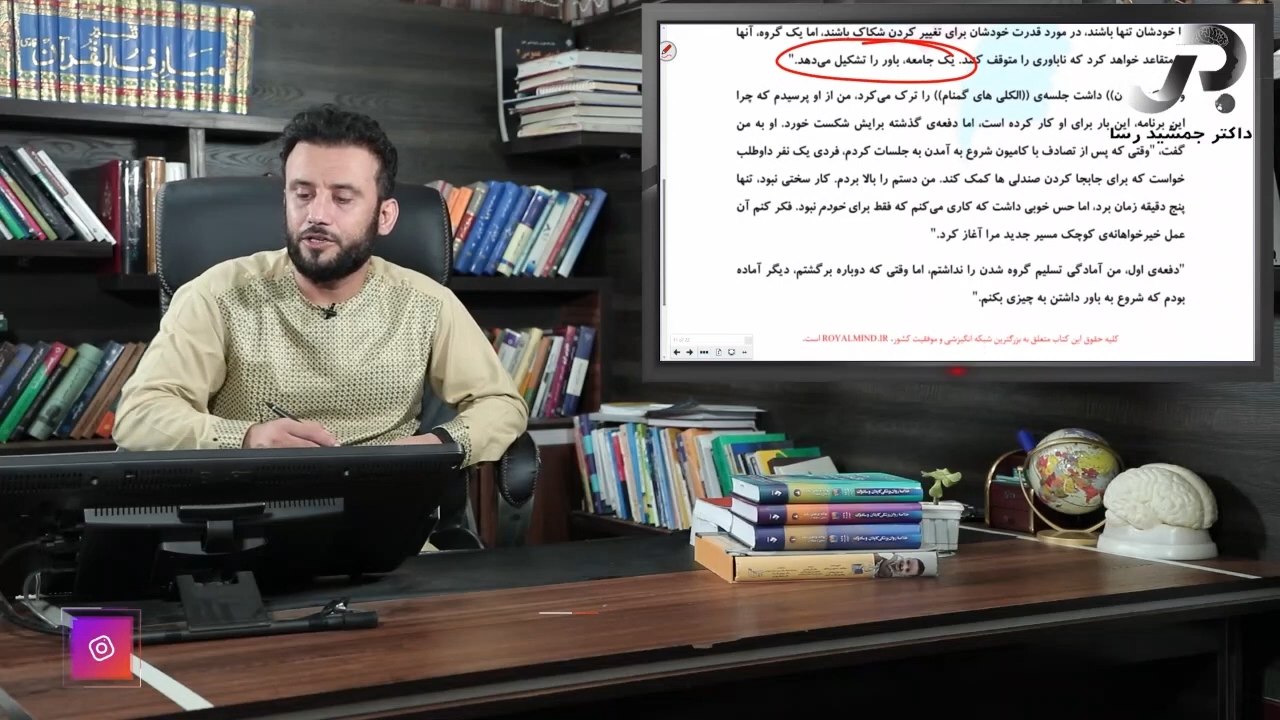 تفسیر
معارف القرآن
ا خودشان تنها باشند، در مورد قدرت خودشان برای تغییر کردن شکاک باشند، اما یک گروه، آنها
متقاعد خواهد کرد که ناباوری را متوقف کنند. یک جامعه، باور را تشکیل می‌دهد."
داشت جلسه‌ی ((الکلی های گمنام)) را ترک می‌کرد، من از او پرسیدم که چرا
این برنامه، این بار برای او کار کرده است، اما دفعه‌ی گذشته برایش شکست خورد. او به من
گفت، "وقتی که پس از تصادف با کامیون شروع به آمدن به جلسات کردم، فردی یک نفر داوطلب
خواست که برای جابجا کردن صندلی ها کمک کند. من دستم را بالا بردم. کار سختی نبود، تنها
پنج دقیقه زمان برد، اما حس خوبی داشت که کاری می‌کنم که فقط برای خودم نبود. فکر کنم آن
عمل خیرخواهانه‌ی کوچک مسیر جدید مرا آغاز کرد."
"دفعه‌ی اول، من آمادگی تسلیم گروه شدن را نداشتم، اما وقتی که دوباره برگشتم، دیگر آماده
بودم که شروع به باور داشتن به چیزی بکنم."
کلیه حقوق این کتاب متعلق به بزرگترین شبکه انگیزشی و موفقیت کشور، ROYALMIND.IR است.
داکتر جمشید رسا